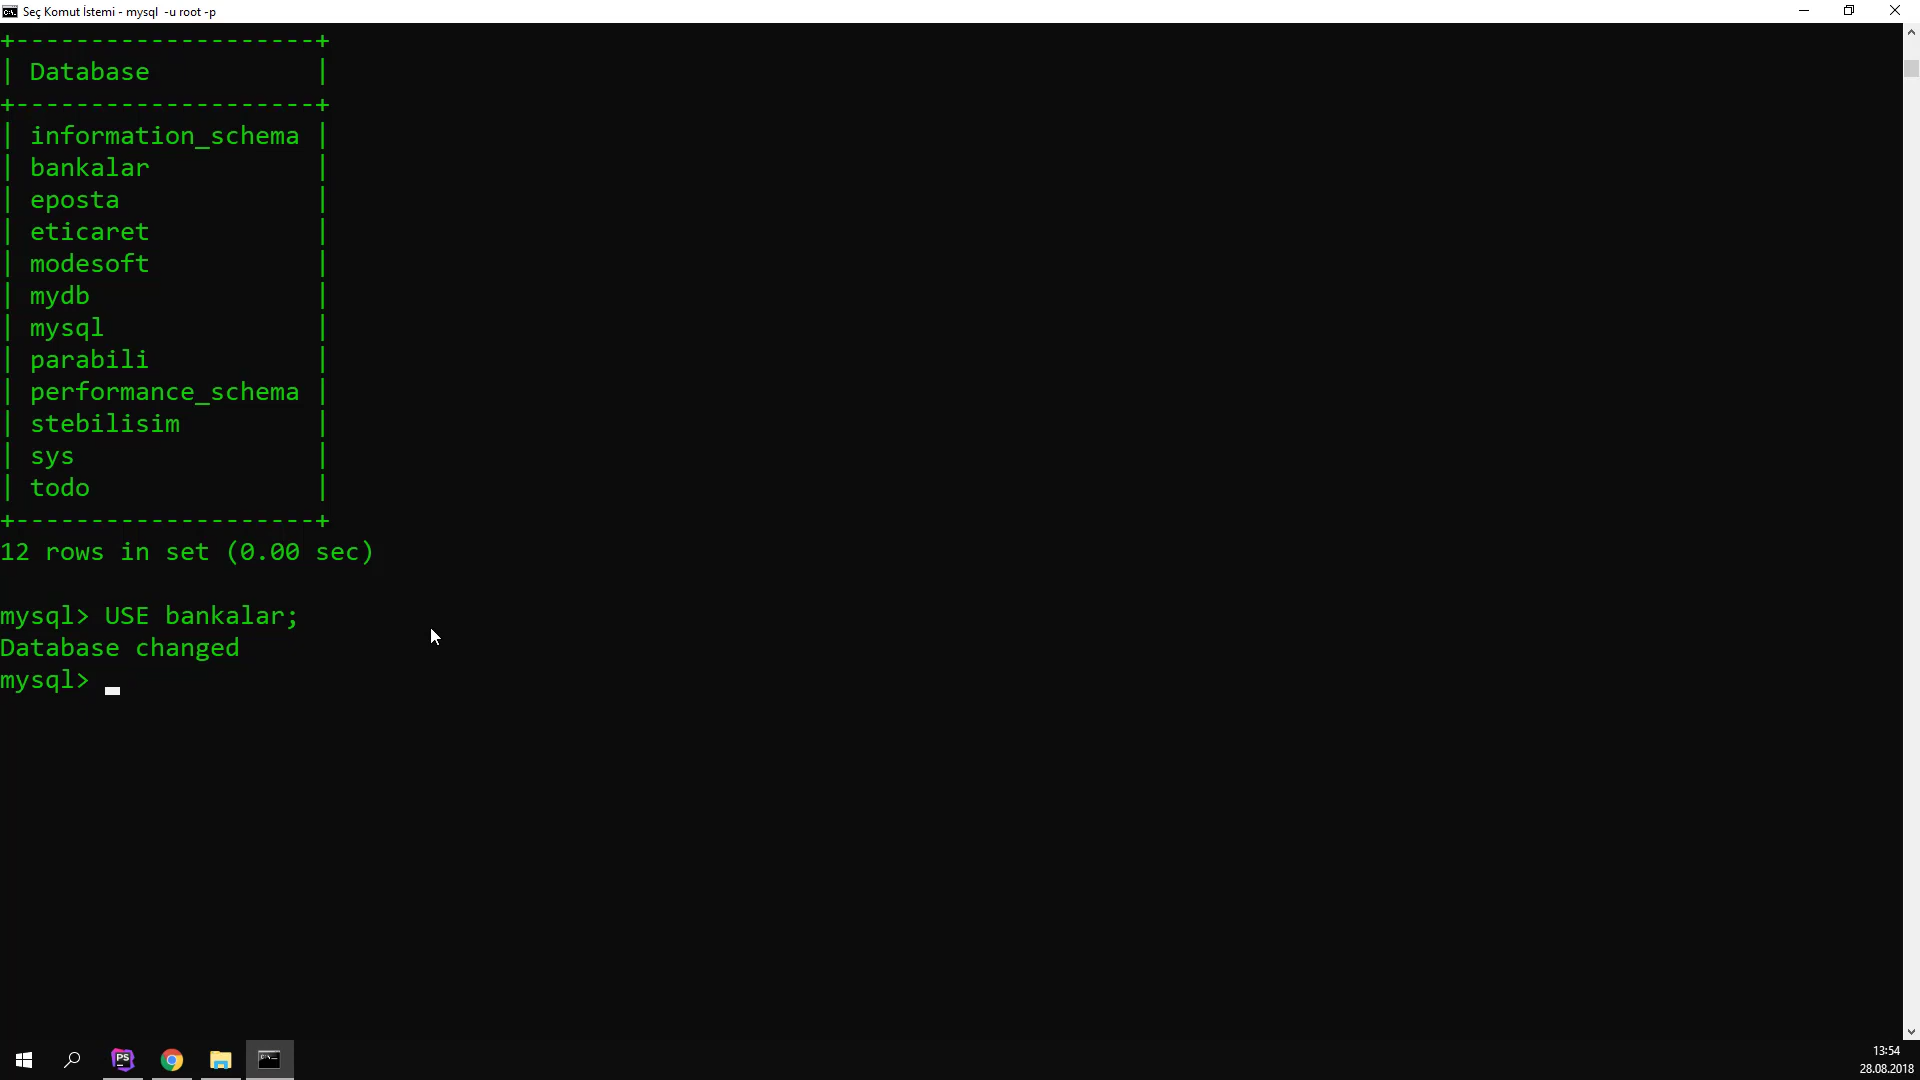 Seç Komut İstemi - mysql  -u root -p
+--------------------+
| Database           |
+--------------------+
| information_schema |
| bankalar           |
| eposta             |
| eticaret           |
| modesoft           |
| mydb               |
| mysql              |
| parabili           |
| performance_schema |
| stebilisim         |
| sys                |
| todo               |
+--------------------+
12 rows in set (0.00 sec)
mysql> USE bankalar;
Database changed
mysql>
PS
13:54
28.08.2018